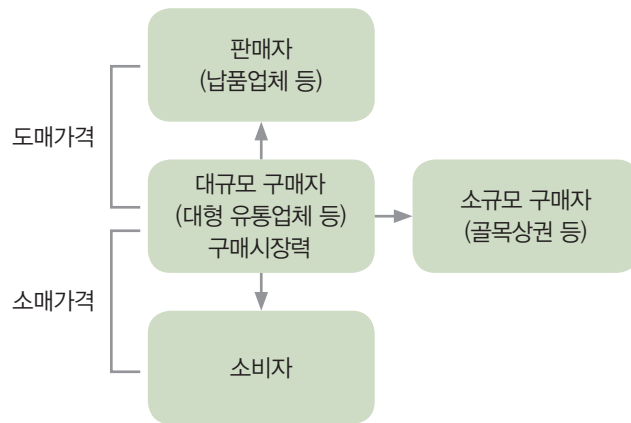 판매자
(납품업체 등)
도매가격
대규모 구매자
(대형 유통업체 등)
구매시장력
소규모 구매자
(골목상권 등)
소매가격
소비자